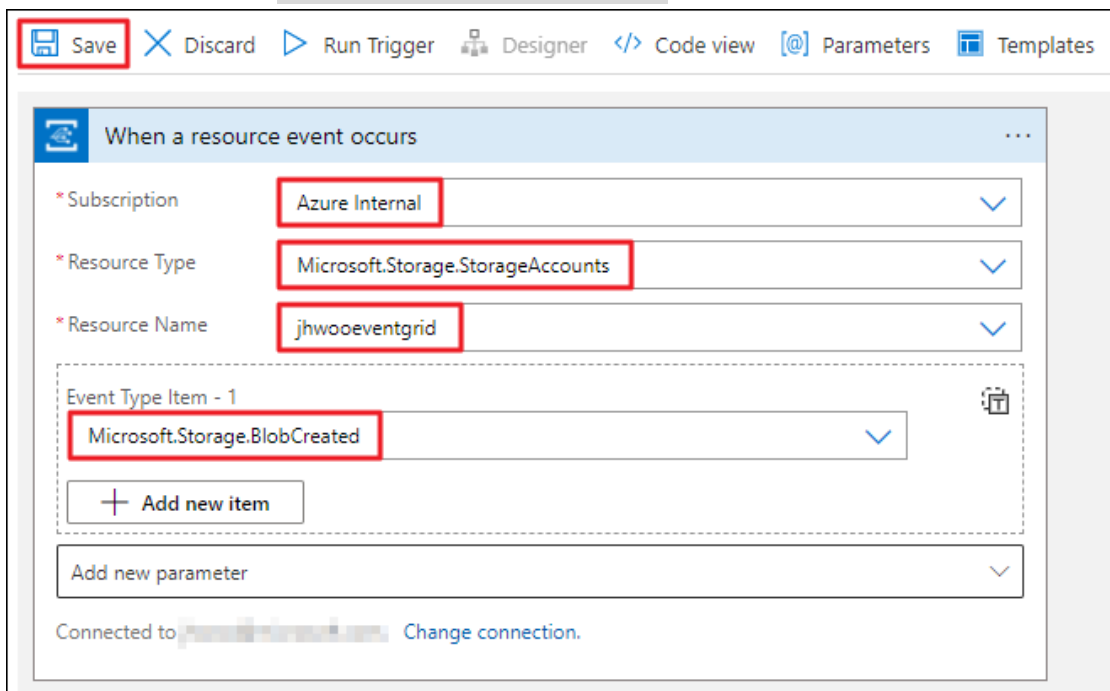 Save Discard Run Trigger Designer Code view Parameters Templates
When a resource event occurs
* Subscription Azure Internal
* Resource Type Microsoft.Storage.StorageAccounts
* Resource Name jhwooeventgrid
Event Type Item - 1
Microsoft.Storage.BlobCreated
Add new item
Add new parameter
Connected to Change connection.